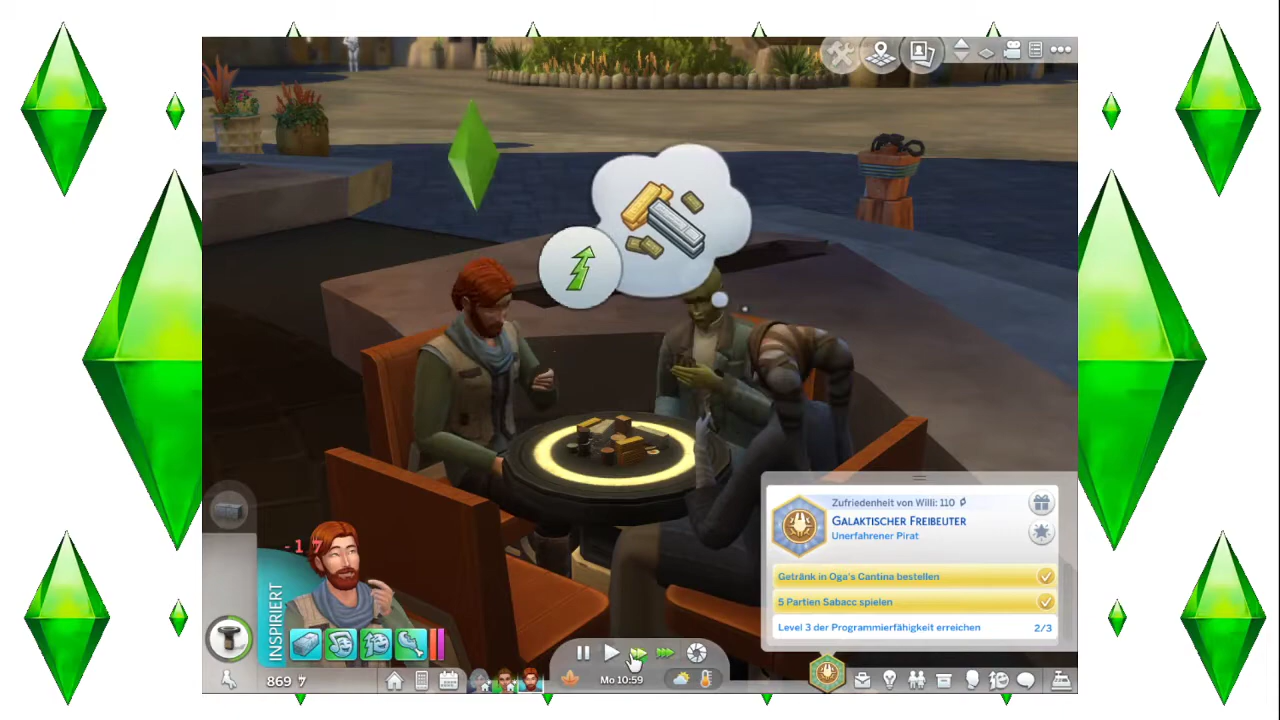 Zufriedenheit von Willi: 110
GALAKTISCHER FREIBEUTER
Unerfahrener Pirat
Getränk in Oga's Cantina bestellen
5 Partien Sabacc spielen
Level 3 der Programmierfähigkeit erreichen 2/3
-17
INSPIRIERT
869
Mo 10:59